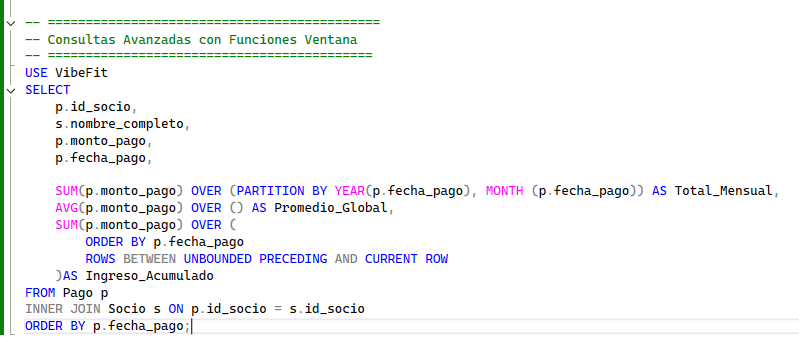 -- ===========================================
-- Consultas Avanzadas con Funciones Ventana
-- ==========================================
USE VibeFit
SELECT
p.id_socio,
s.nombre_completo,
p.monto_pago,
p.fecha_pago,
SUM(p.monto_pago) OVER (PARTITION BY YEAR(p.fecha_pago), MONTH (p.fecha_pago)) AS Total_Mensual,
AVG(p.monto_pago) OVER () AS Promedio_Global,
SUM(p.monto_pago) OVER (
ORDER BY p.fecha_pago
ROWS BETWEEN UNBOUNDED PRECEDING AND CURRENT ROW
)AS Ingreso_Acumulado
FROM Pago p
INNER JOIN Socio s ON p.id_socio = s.id_socio
ORDER BY p.fecha_pago;